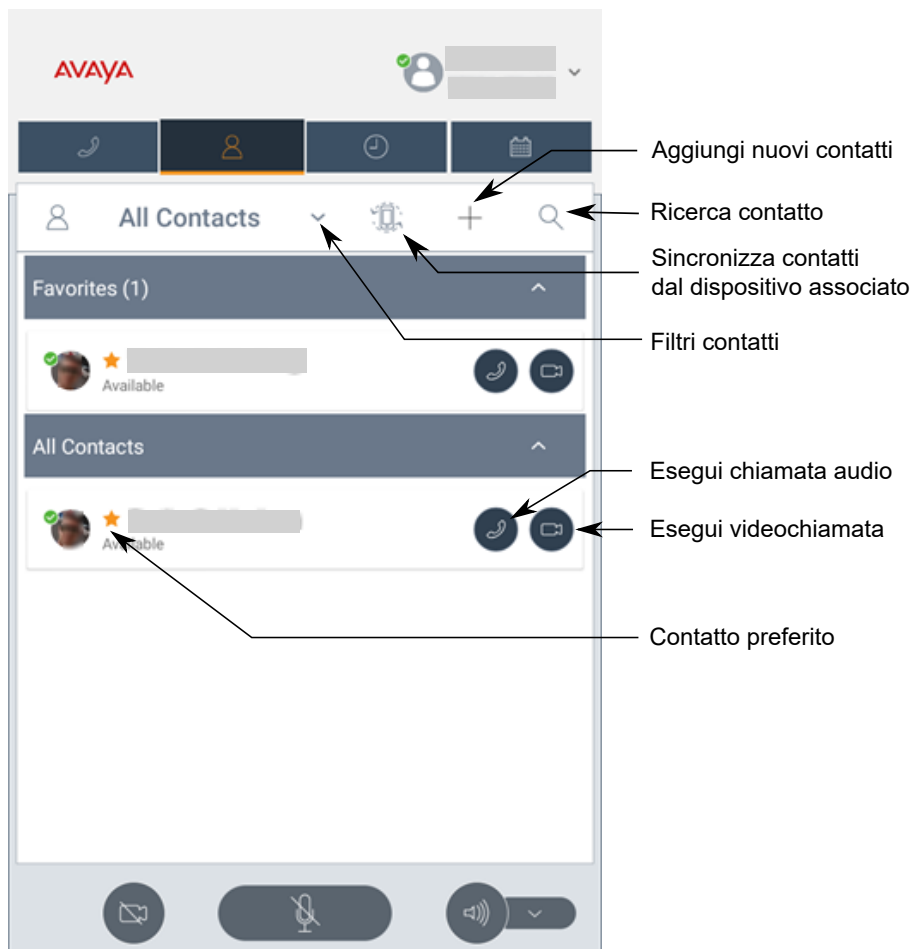 AVAYA
Aggiungi nuovi contatti
All Contacts
Ricerca contatto
Sincronizza contatti
dal dispositivo associato
Favorites (1)
Filtri contatti
Available
All Contacts
Esegui chiamata audio
Esegui videochiamata
Available
Contatto preferito